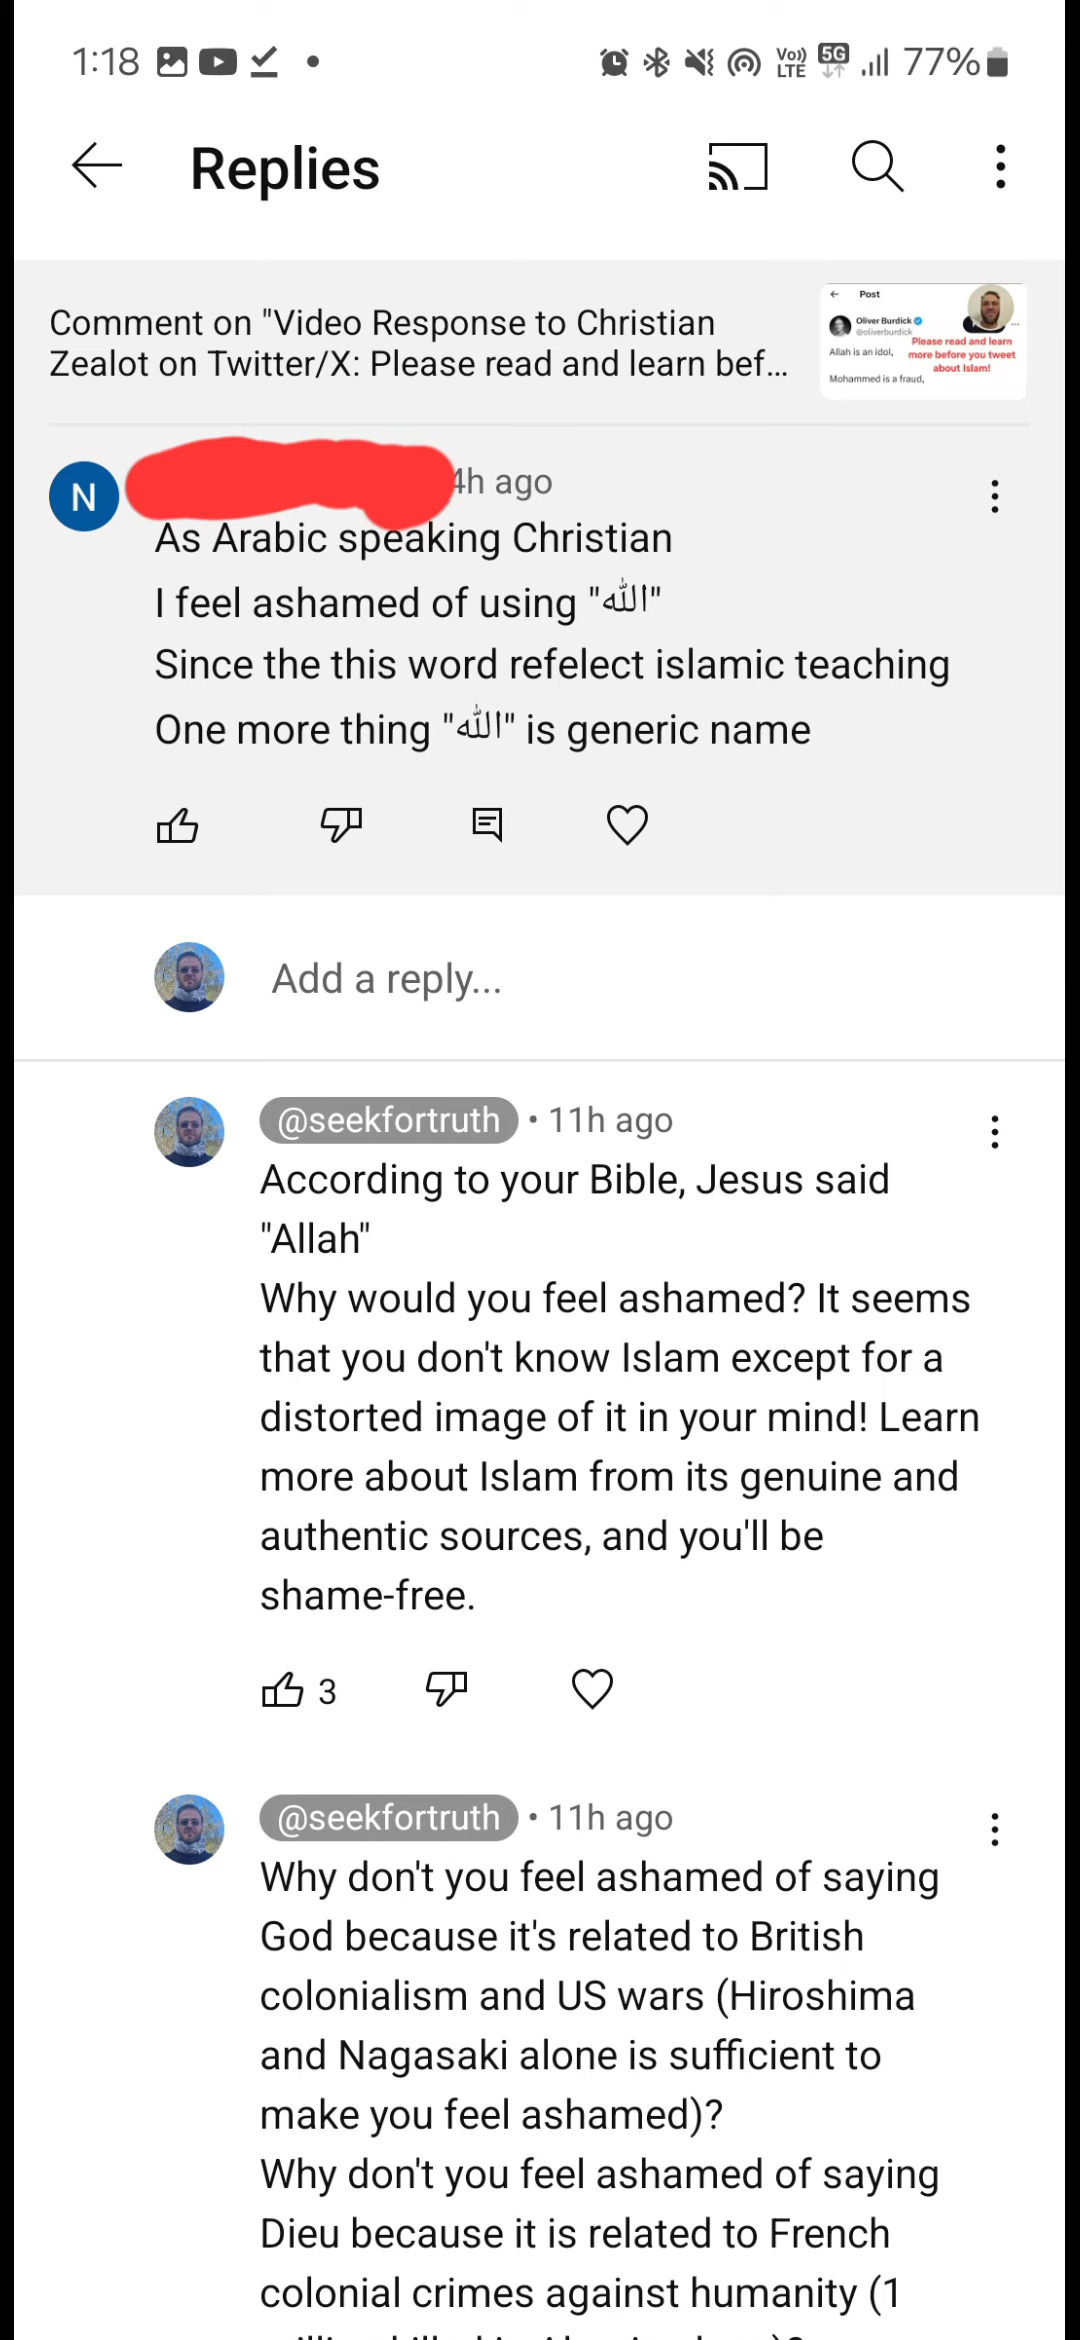 1:18
Vo)) LTE 5G 77%
Replies
Comment on "Video Response to Christian
Zealot on Twitter/X: Please read and learn bef...
Post
Oliver Burdick
@oliverburdick
Please read and learn
more before you tweet
about Islam!
Allah is an idol,
Mohammed is a fraud,
N
4h ago
As Arabic speaking Christian
I feel ashamed of using "الله"
Since the this word refelect islamic teaching
One more thing "الله" is generic name
Add a reply...
@seekfortruth • 11h ago
According to your Bible, Jesus said
"Allah"
Why would you feel ashamed? It seems
that you don't know Islam except for a
distorted image of it in your mind! Learn
more about Islam from its genuine and
authentic sources, and you'll be
shame-free.
3
@seekfortruth • 11h ago
Why don't you feel ashamed of saying
God because it's related to British
colonialism and US wars (Hiroshima
and Nagasaki alone is sufficient to
make you feel ashamed)?
Why don't you feel ashamed of saying
Dieu because it is related to French
colonial crimes against humanity (1